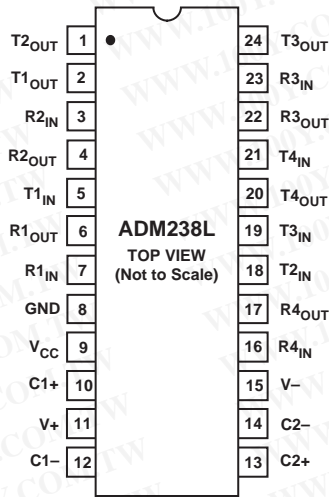 T2OUT 1 24 T3OUT
T1OUT 2 23 R3IN
R2IN 3 22 R3OUT
R2OUT 4 21 T4IN
T1IN 5 20 T4OUT
R1OUT 6 19 T3IN
R1IN 7 18 T2IN
GND 8 17 R4OUT
VCC 9 16 R4IN
C1+ 10 15 V–
V+ 11 14 C2–
C1– 12 13 C2+
ADM238L
TOP VIEW
(Not to Scale)